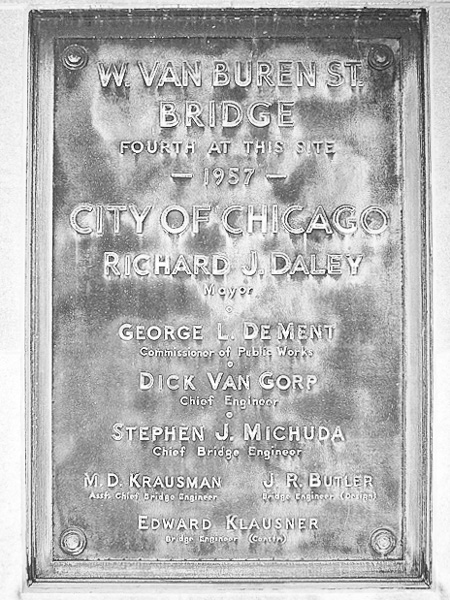 W. VAN BUREN ST.
BRIDGE
FOURTH AT THIS SITE
— 1957 —
CITY OF CHICAGO
RICHARD J. DALEY
Mayor
GEORGE L. DEMENT
Commissioner of Public Works
DICK VAN GORP
Chief Engineer
STEPHEN J. MICHUDA
Chief Bridge Engineer
M. D. KRAUSMAN J. R. BUTLER
Asst. Chief Bridge Engineer Bridge Engineer (Design)
EDWARD KLAUSNER
Bridge Engineer (Constr.)